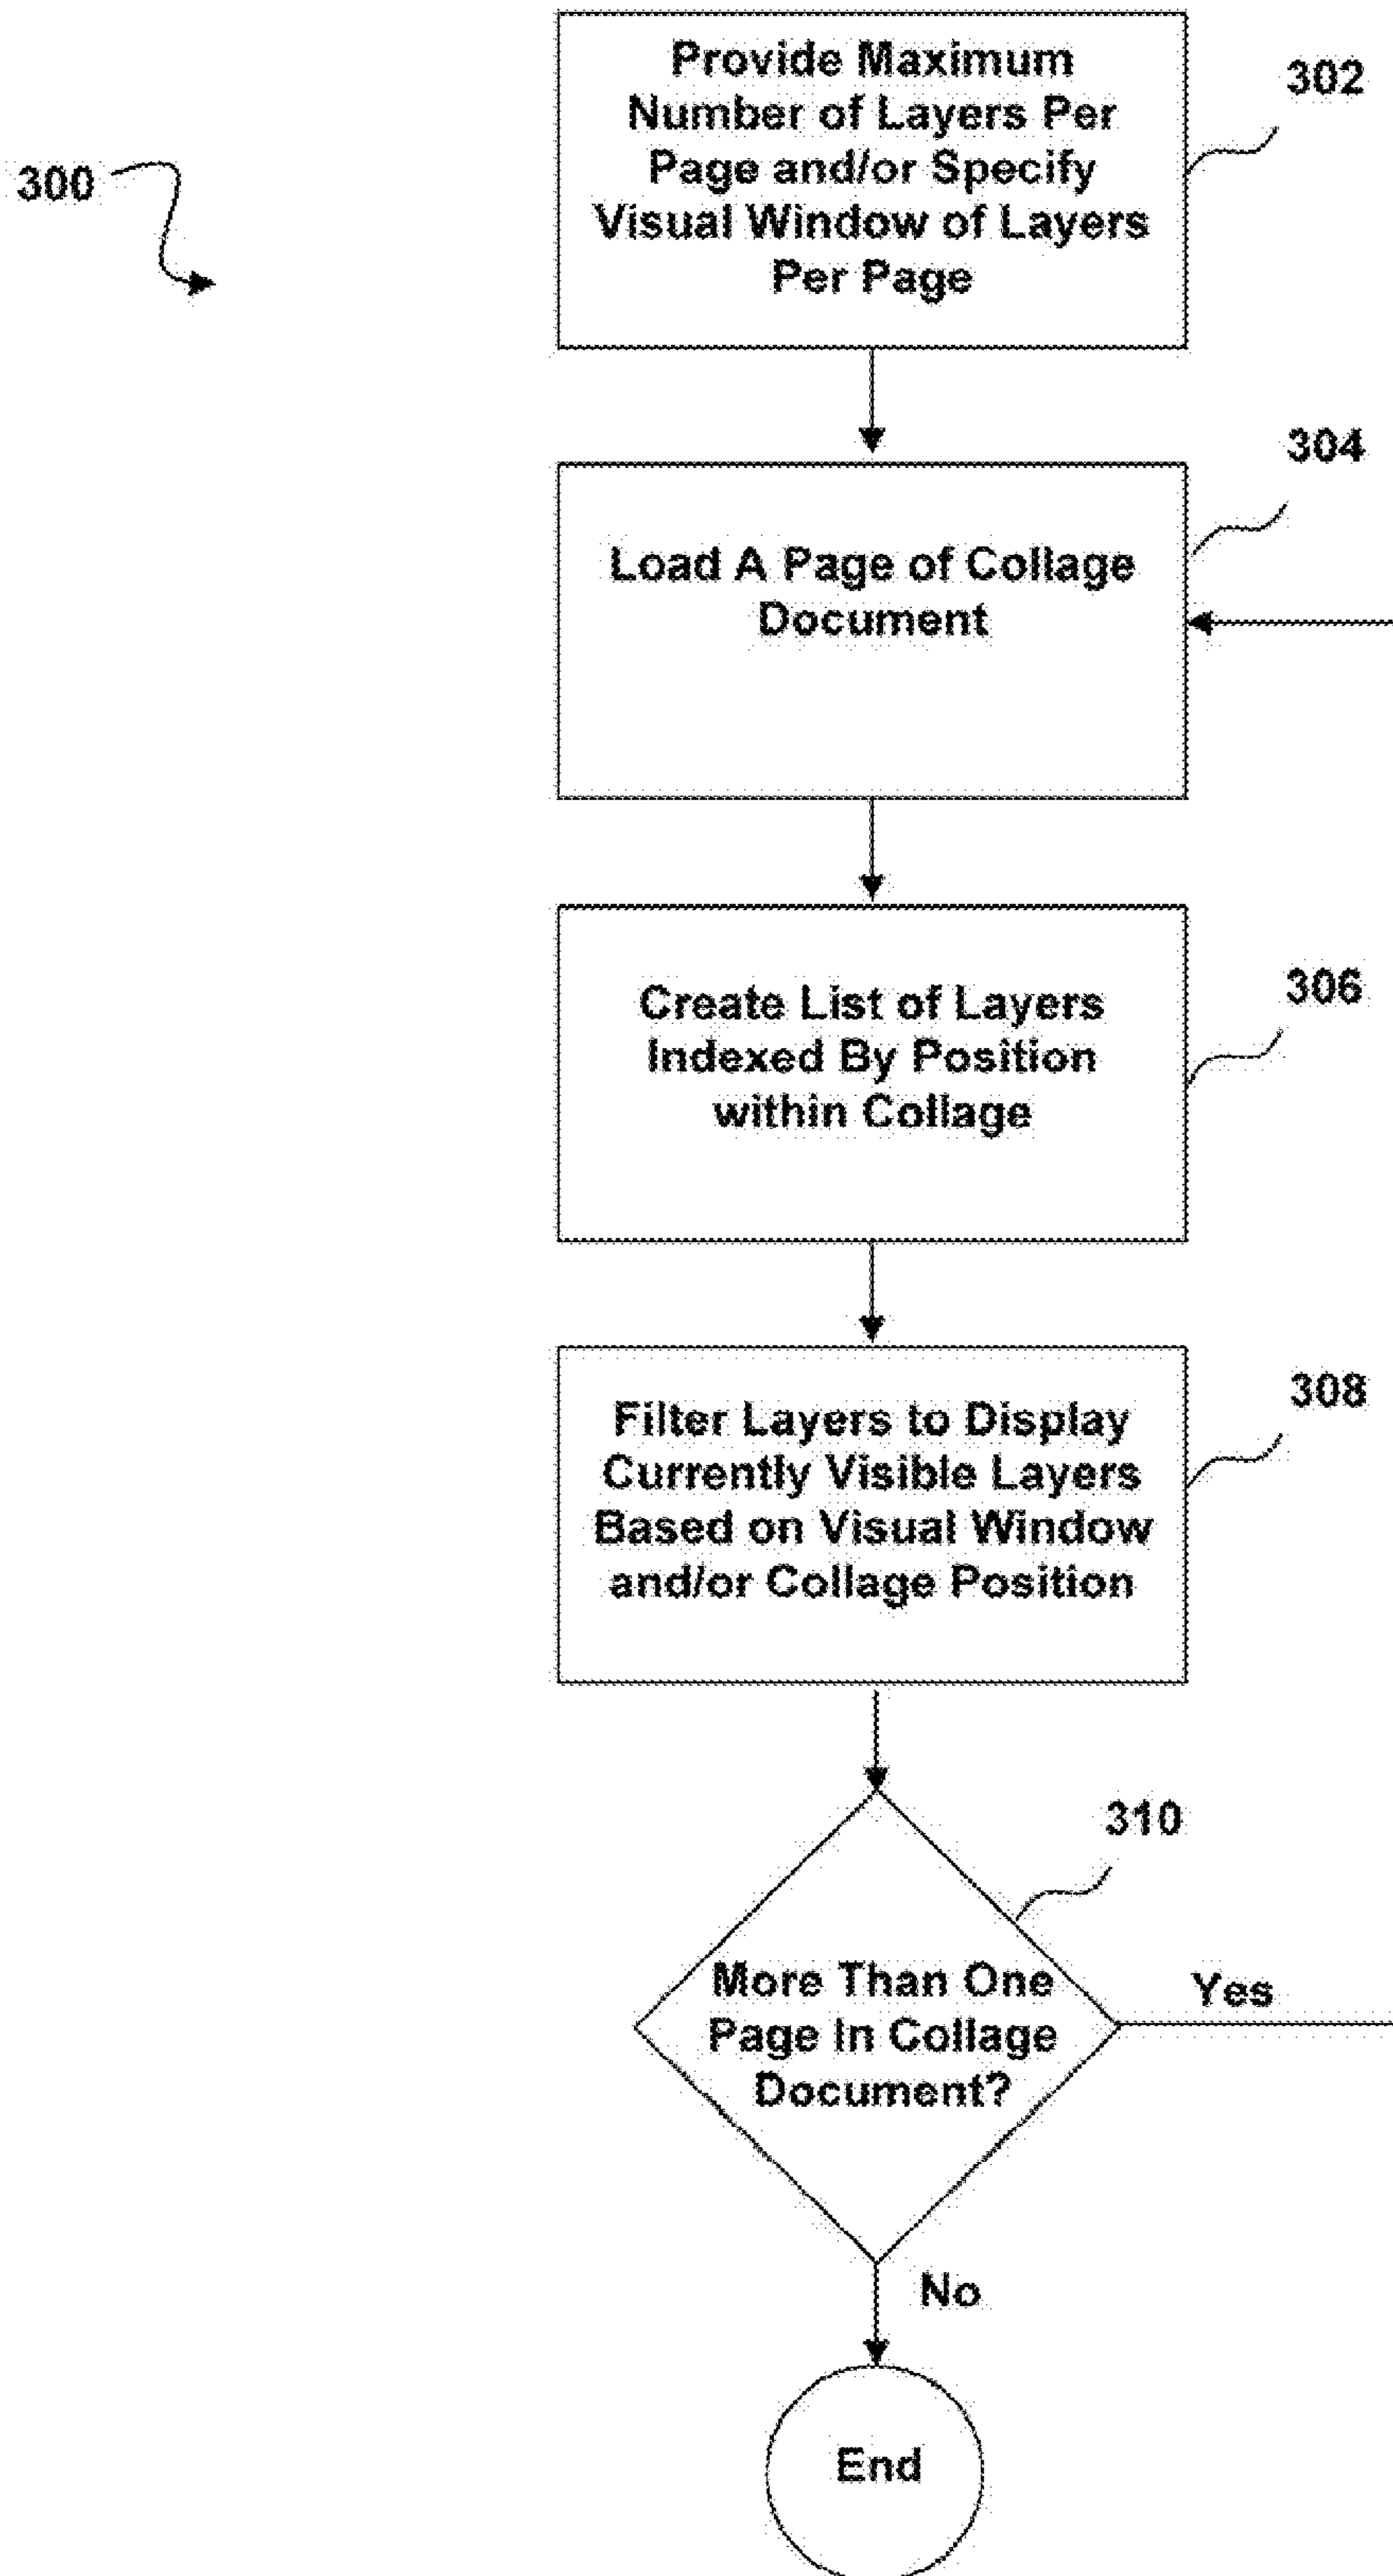 Provide Maximum
Number of Layers Per
Page and/or Specify
Visual Window of Layers
Per Page
302
300
304
Load A Page of Collage
Document
306
Create List of Layers
Indexed By Position
within Collage
308
Filter Layers to Display
Currently Visible Layers
Based on Visual Window
and/or Collage Position
310
More Than One
Page In Collage
Document?
Yes
No
End